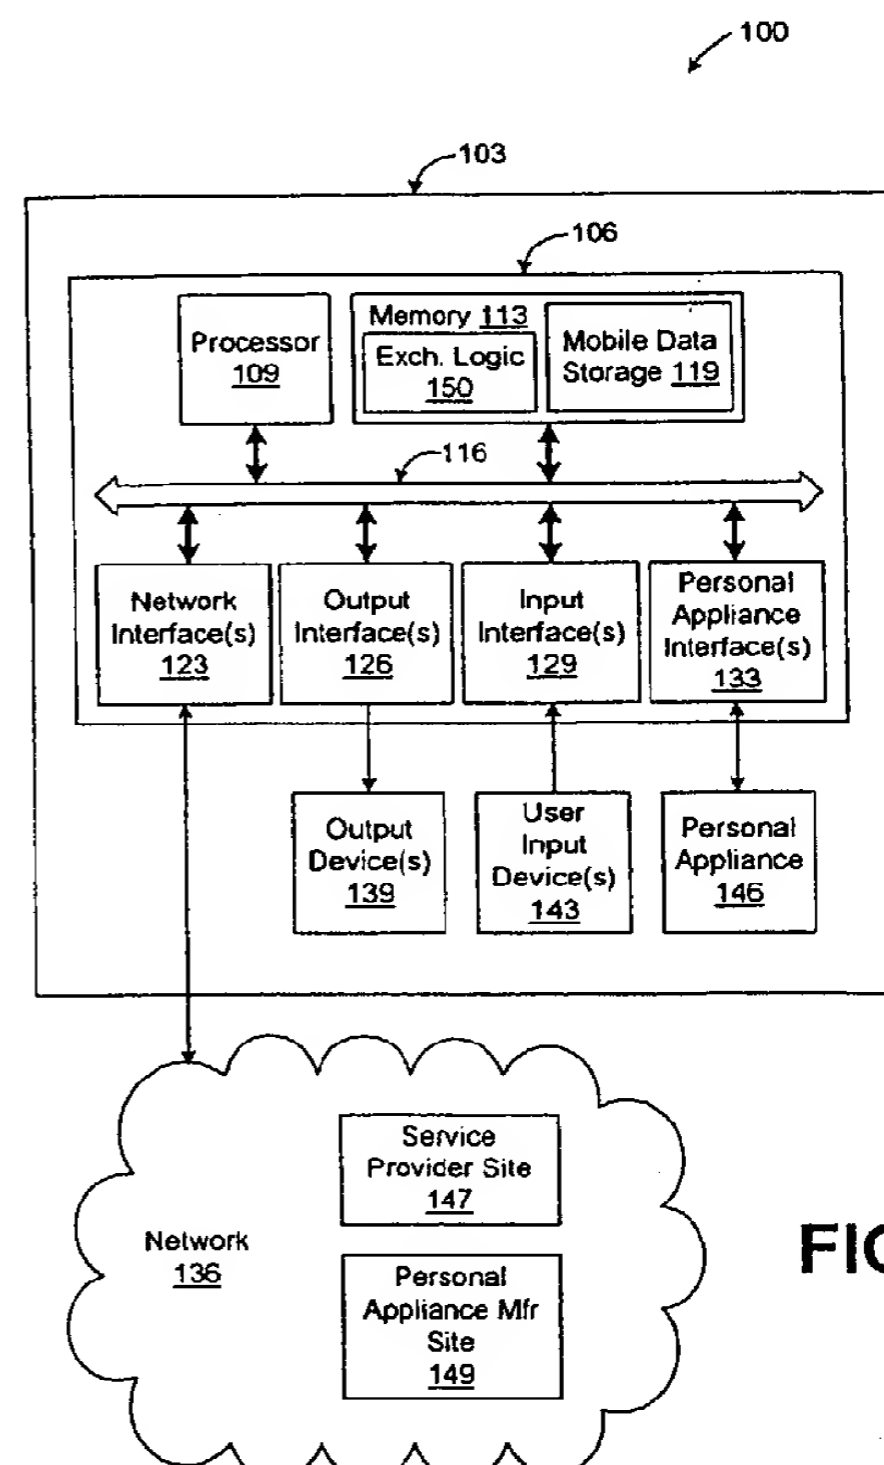 100
103
106
Processor
109
Memory 113
Exch. Logic
150
Mobile Data
Storage 119
116
Network
Interface(s)
123
Output
Interface(s)
126
Input
Interface(s)
129
Personal
Appliance
Interface(s)
133
Output
Device(s)
139
User
Input
Device(s)
143
Personal
Appliance
146
Network
136
Service
Provider Site
147
Personal
Appliance Mfr
Site
149
FIG